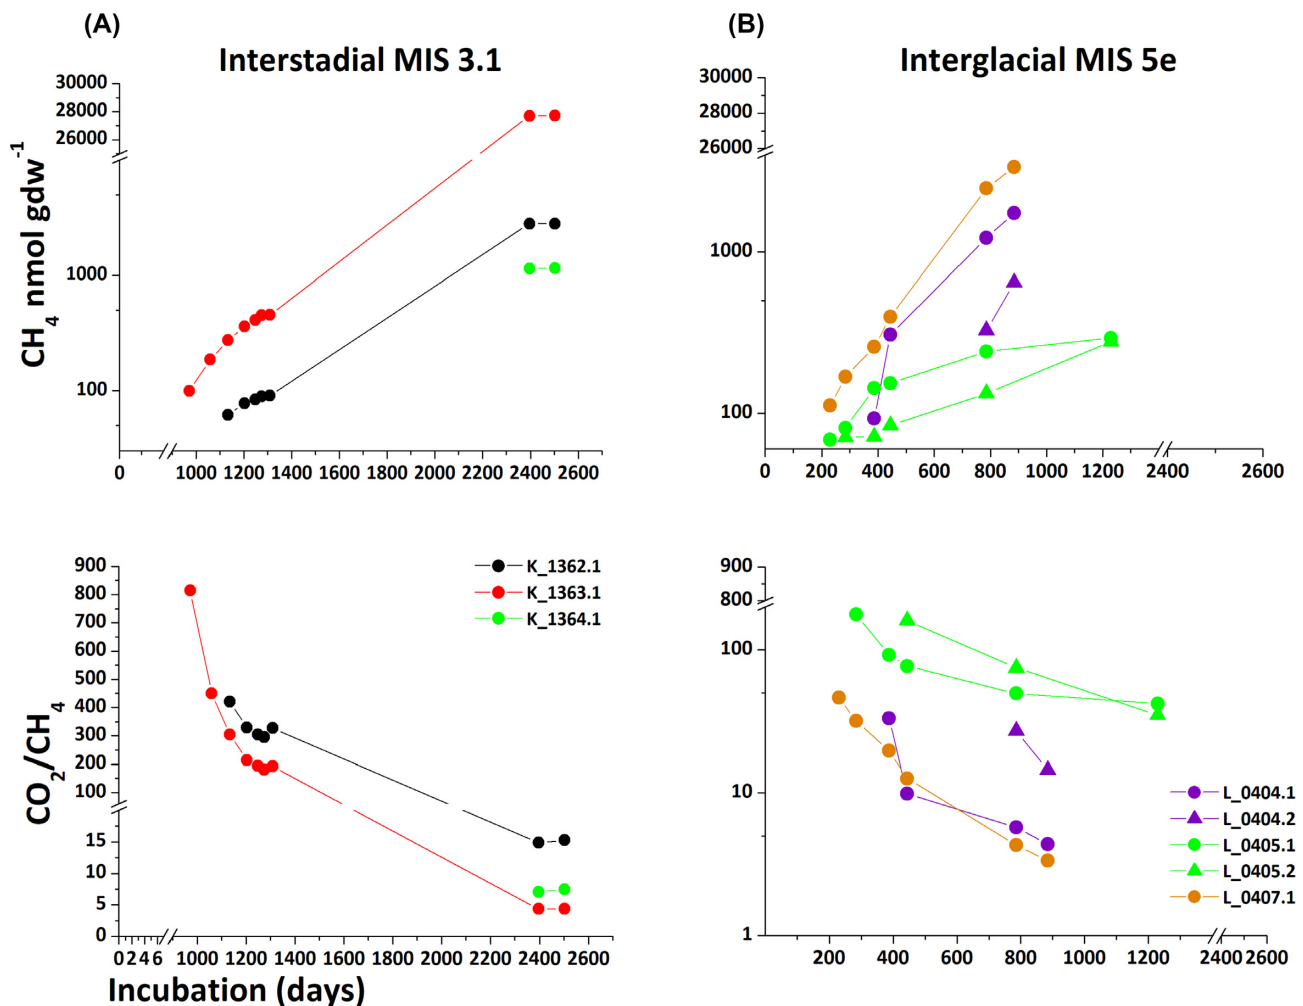 (A)
Interstadial MIS 3.1
30000
28000
26000
1000
100
CH4 nmol gdw-1
0 1000 1200 1400 1600 1800 2000 2200 2400 2600
(B)
Interglacial MIS 5e
30000
28000
26000
1000
100
0 200 400 600 800 1000 1200 2400 2600
900
800
700
600
500
400
300
200
100
15
10
5
0
CO2/CH4
K_1362.1
K_1363.1
K_1364.1
0 2 4 6 1000 1200 1400 1600 1800 2000 2200 2400 2600
Incubation (days)
900
800
100
10
1
L_0404.1
L_0404.2
L_0405.1
L_0405.2
L_0407.1
200 400 600 800 1000 1200 2400 2600